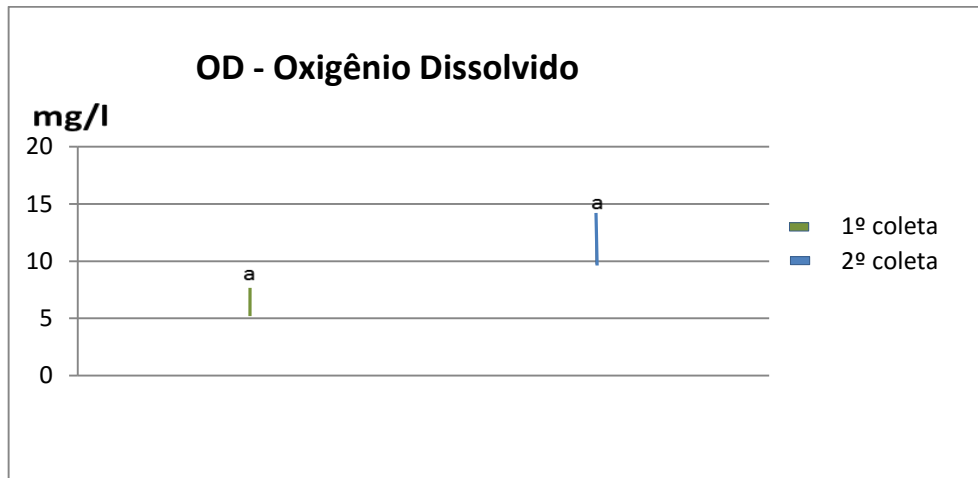 OD - Oxigênio Dissolvido
mg/l
20
15
10
5
0
a
a
1º coleta
2º coleta